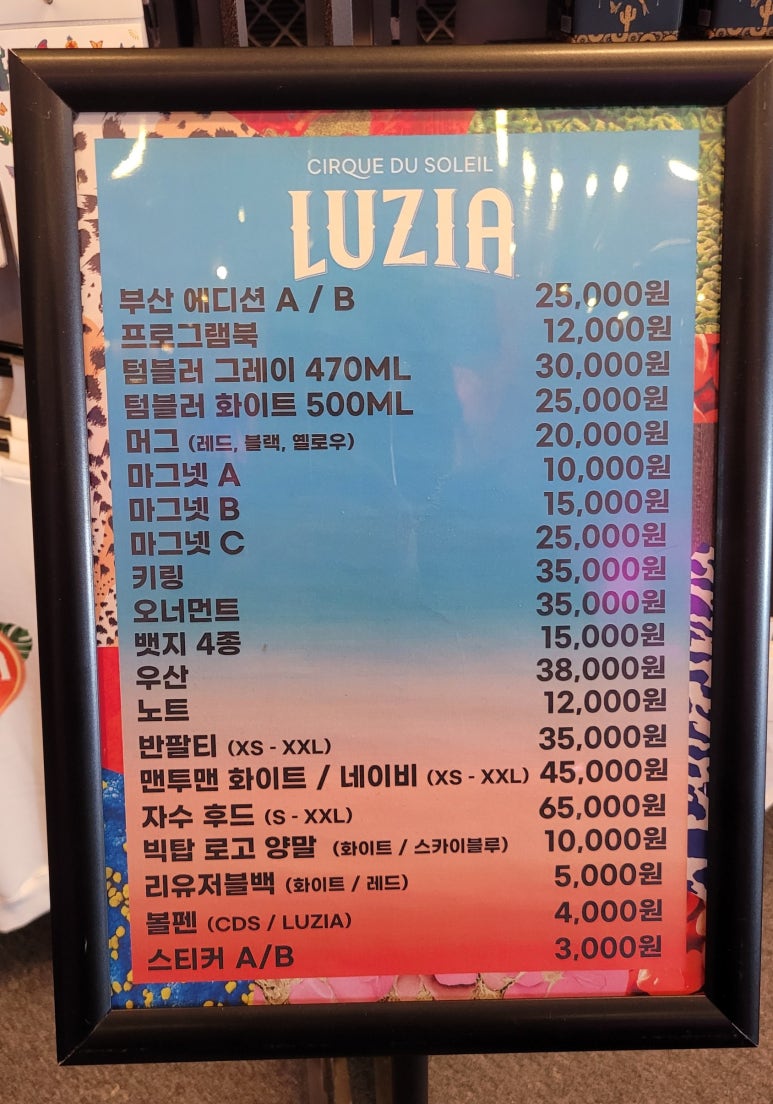 CIRQUE DU SOLEIL
LUZIA
부산 에디션 A / B 25,000원
프로그램북 12,000원
텀블러 그레이 470ML 30,000원
텀블러 화이트 500ML 25,000원
머그 (레드, 블랙, 옐로우) 20,000원
마그넷 A 10,000원
마그넷 B 15,000원
마그넷 C 25,000원
키링 35,000원
오너먼트 35,000원
뱃지 4종 15,000원
우산 38,000원
노트 12,000원
반팔티 (XS - XXL) 35,000원
맨투맨 화이트 / 네이비 (XS - XXL) 45,000원
자수 후드 (S - XXL) 65,000원
빅탑 로고 양말 (화이트 / 스카이블루) 10,000원
리유저블백 (화이트 / 레드) 5,000원
볼펜 (CDS / LUZIA) 4,000원
스티커 A/B 3,000원